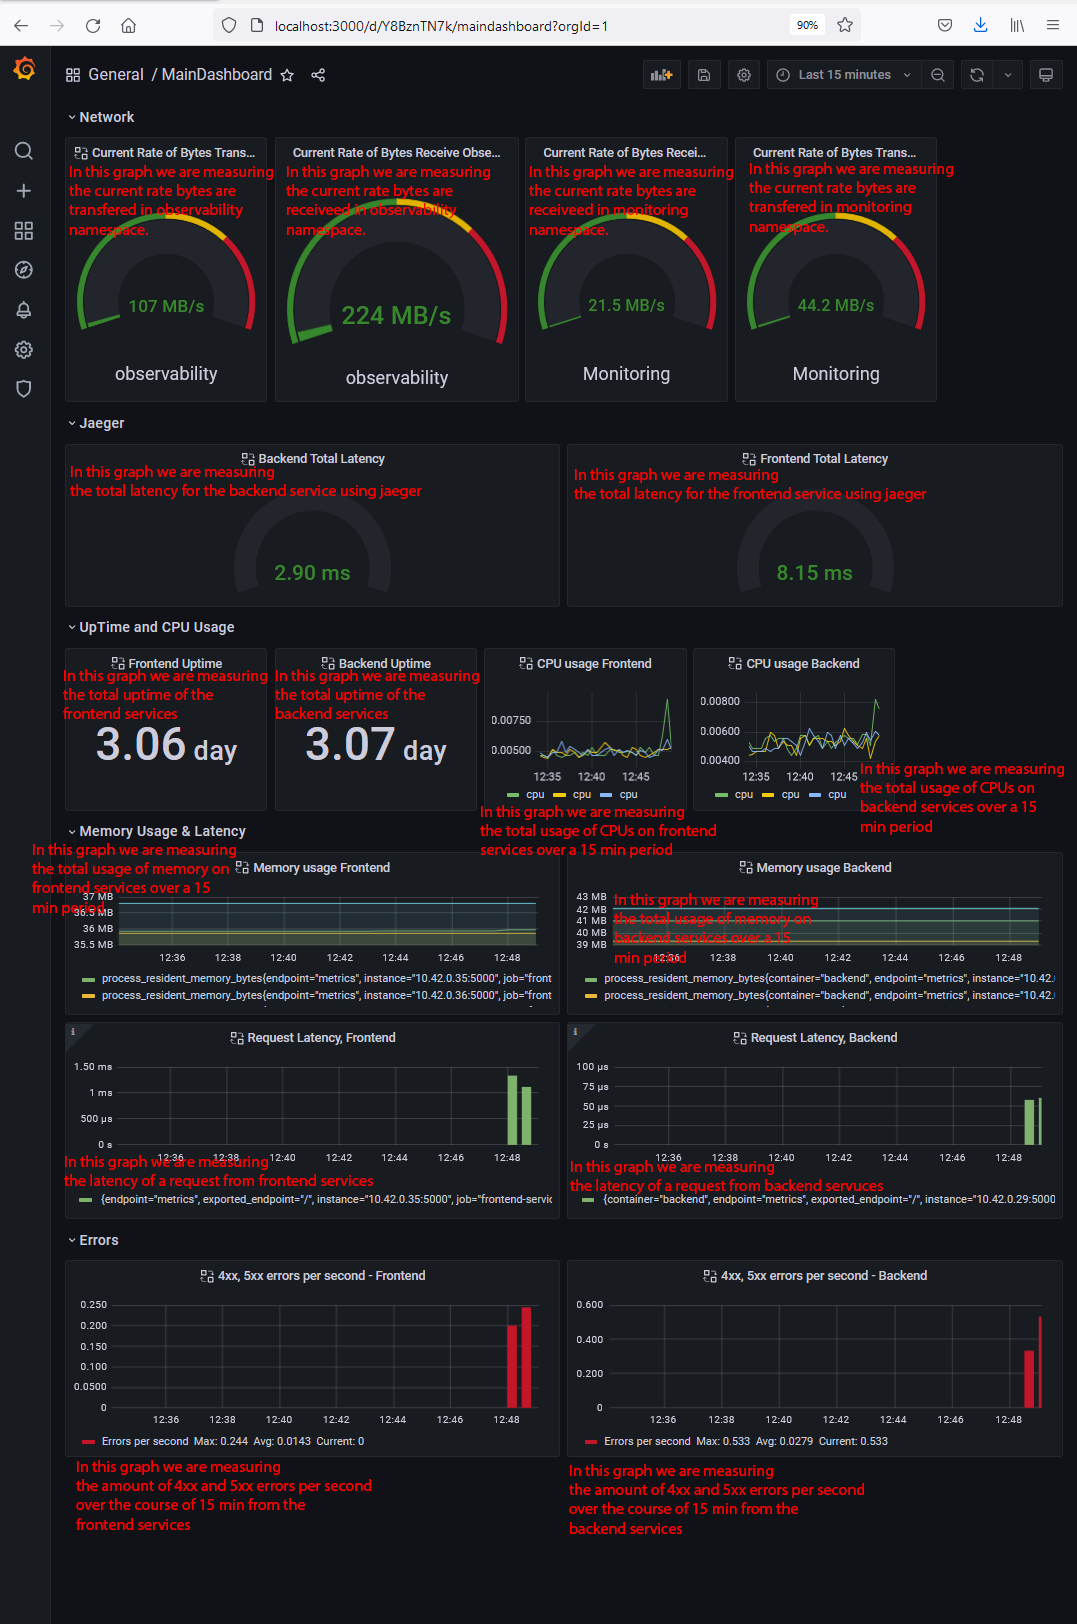 localhost:3000/d/Y8BznTN7k/maindashboard?orgId=1
90%
General / MainDashboard
Last 15 minutes
Network
Current Rate of Bytes Trans...
In this graph we are measuring
the current rate bytes are
transfered in observability
namespace.
107 MB/s
observability
Current Rate of Bytes Receive Obse...
In this graph we are measuring
the current rate bytes are
receiveed in observability
namespace.
224 MB/s
observability
Current Rate of Bytes Recei...
In this graph we are measuring
the current rate bytes are
receiveed in monitoring
namespace.
21.5 MB/s
Monitoring
Current Rate of Bytes Trans...
In this graph we are measuring
the current rate bytes are
transfered in monitoring
namespace.
44.2 MB/s
Monitoring
Jaeger
Backend Total Latency
In this graph we are measuring
the total latency for the backend service using jaeger
2.90 ms
Frontend Total Latency
In this graph we are measuring
the total latency for the frontend service using jaeger
8.15 ms
UpTime and CPU Usage
Frontend Uptime
In this graph we are measuring
the total uptime of the
frontend services
3.06 day
Backend Uptime
In this graph we are measuring
the total uptime of the
backend services
3.07 day
CPU usage Frontend
0.00750
0.00500
12:35 12:40 12:45
cpu cpu cpu
In this graph we are measuring
the total usage of CPUs on frontend
services over a 15 min period
CPU usage Backend
0.00800
0.00600
0.00400
12:35 12:40 12:45
cpu cpu cpu
In this graph we are measuring
the total usage of CPUs on
backend services over a 15
min period
Memory Usage & Latency
In this graph we are measuring
the total usage of memory on
frontend services over a 15
min period
Memory usage Frontend
37 MB
36.5 MB
36 MB
35.5 MB
12:36 12:38 12:40 12:42 12:44 12:46 12:48
process_resident_memory_bytes{endpoint="metrics", instance="10.42.0.35:5000", job="front
process_resident_memory_bytes{endpoint="metrics", instance="10.42.0.36:5000", job="front
Memory usage Backend
In this graph we are measuring
the total usage of memory on
backend services over a 15
min period
43 MB
42 MB
41 MB
40 MB
39 MB
12:36 12:38 12:40 12:42 12:44 12:46 12:48
process_resident_memory_bytes{container="backend", endpoint="metrics", instance="10.42.
process_resident_memory_bytes{container="backend", endpoint="metrics", instance="10.42.
Request Latency, Frontend
1.50 ms
1 ms
500 µs
0 s
12:36 12:38 12:40 12:42 12:44 12:46 12:48
In this graph we are measuring
the latency of a request from frontend services
{endpoint="metrics", exported_endpoint="/", instance="10.42.0.35:5000", job="frontend-servic
Request Latency, Backend
100 µs
75 µs
50 µs
25 µs
0 s
12:36 12:38 12:40 12:42 12:44 12:46 12:48
In this graph we are measuring
the latency of a request from backend servuces
{container="backend", endpoint="metrics", exported_endpoint="/", instance="10.42.0.29:5000
Errors
4xx, 5xx errors per second - Frontend
0.250
0.200
0.150
0.100
0.0500
0
12:36 12:38 12:40 12:42 12:44 12:46 12:48
Errors per second Max: 0.244 Avg: 0.0143 Current: 0
In this graph we are measuring
the amount of 4xx and 5xx errors per second
over the course of 15 min from the
frontend services
4xx, 5xx errors per second - Backend
0.600
0.400
0.200
0
12:36 12:38 12:40 12:42 12:44 12:46 12:48
Errors per second Max: 0.533 Avg: 0.0279 Current: 0.533
In this graph we are measuring
the amount of 4xx and 5xx errors per second
over the course of 15 min from the
backend services